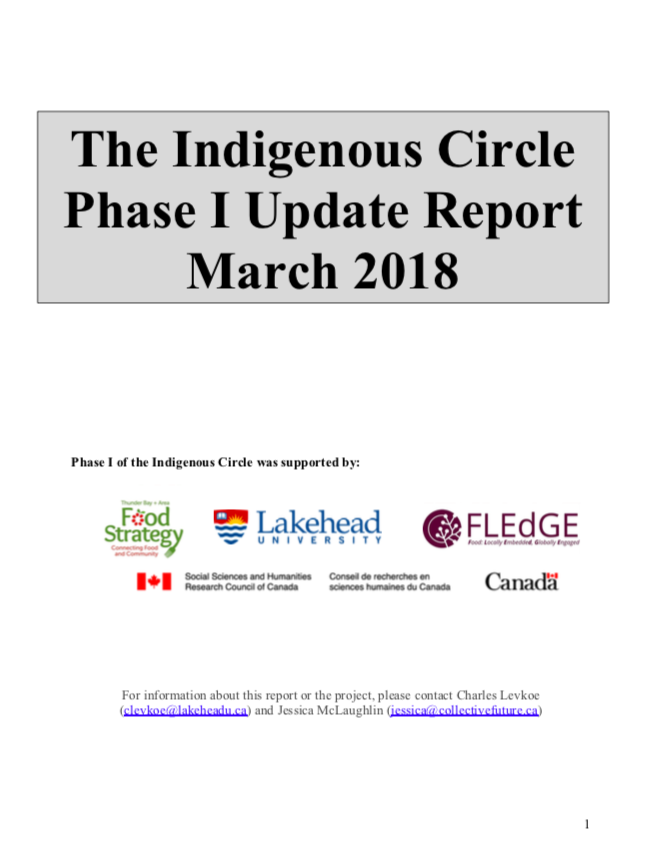 The Indigenous Circle
Phase I Update Report
March 2018
Phase I of the Indigenous Circle was supported by:
Thunder Bay + Area
Food
Strategy
Connecting Food
and Community
Lakehead
UNIVERSITY
FLEdGE
Food: Locally Embedded, Globally Engaged
Social Sciences and Humanities
Research Council of Canada
Conseil de recherches en
sciences humaines du Canada
Canada
For information about this report or the project, please contact Charles Levkoe
(clevkoe@lakeheadu.ca) and Jessica McLaughlin (jessica@collectivefuture.ca)
1